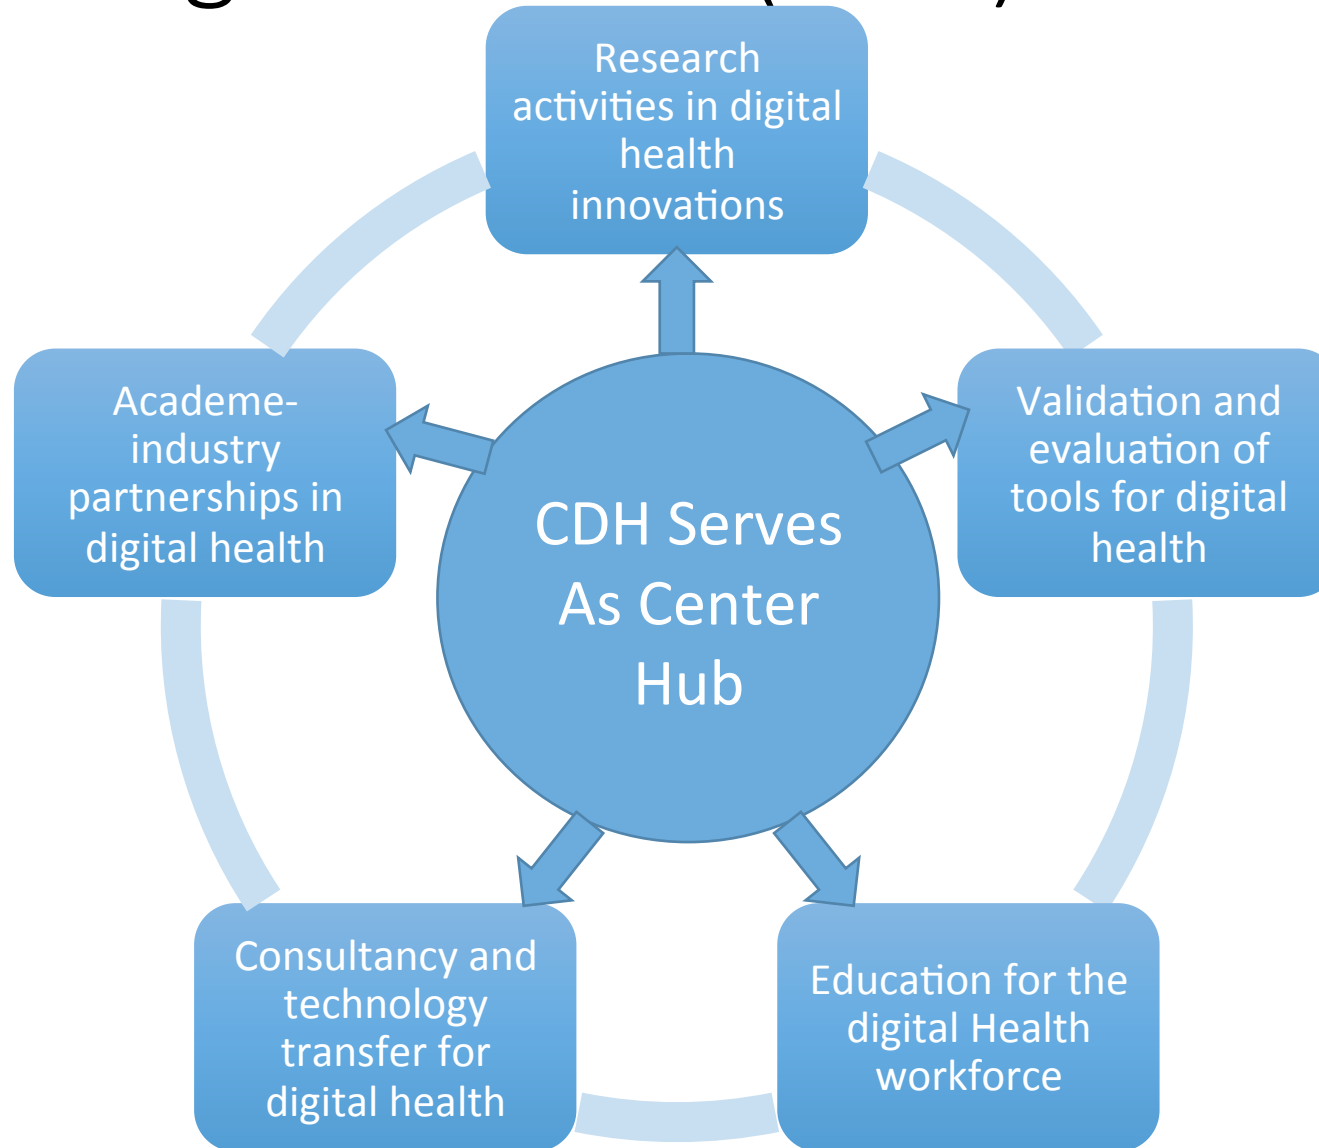 Research
activities in digital
health
innovations
Academe-
industry
partnerships in
digital health
Validation and
evaluation of
tools for digital
health
CDH Serves
As Center
Hub
Consultancy and
technology
transfer for
digital health
Education for the
digital Health
workforce